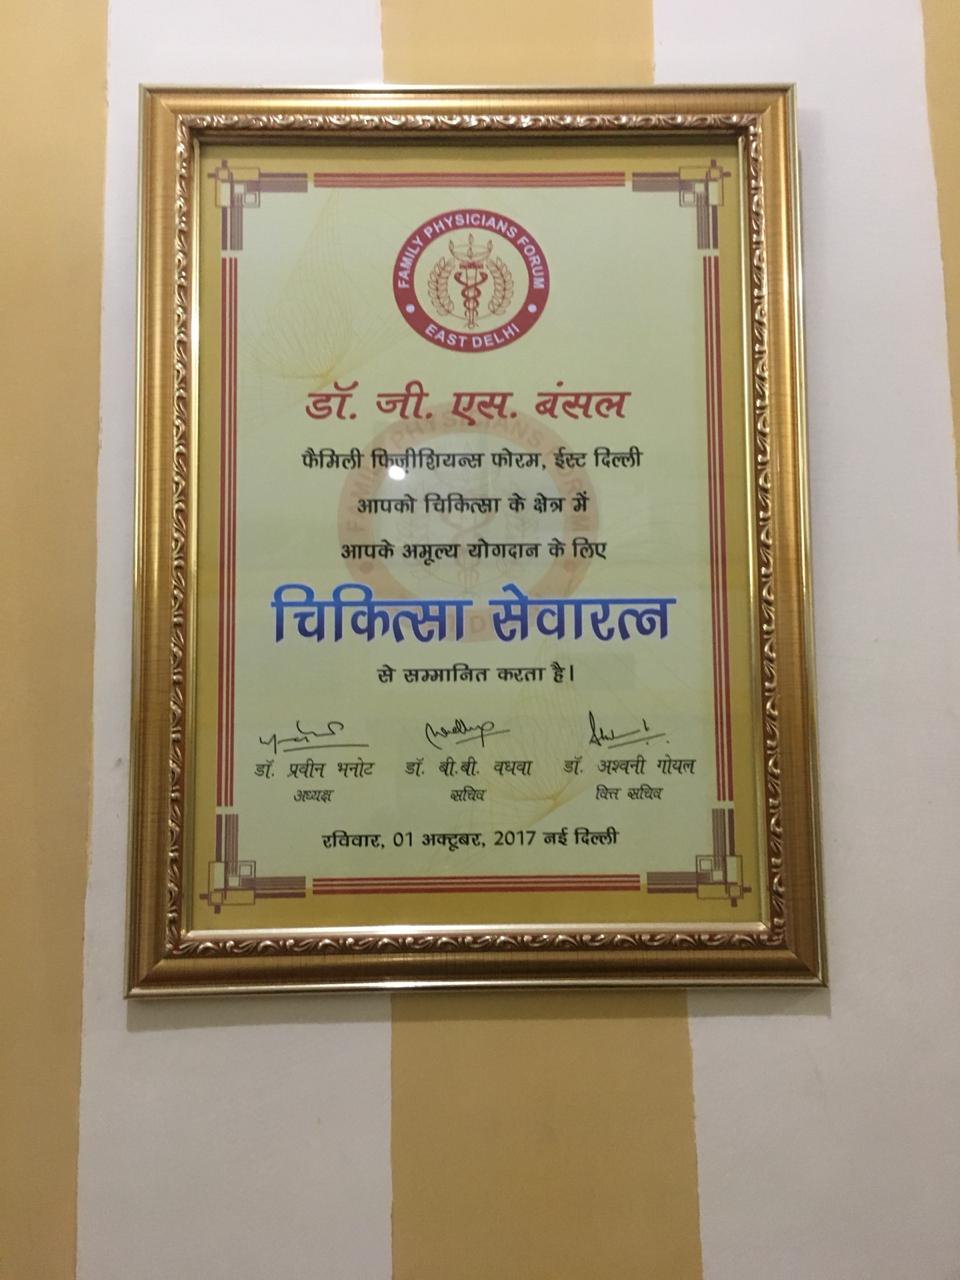 FAMILY PHYSICIANS FORUM
EAST DELHI
डॉ. जी. एस. बंसल
फैमिली फिज़ीशियन्स फोरम, ईस्ट दिल्ली
आपको चिकित्सा के क्षेत्र में
आपके अमूल्य योगदान के लिए
चिकित्सा सेवारत्न
से सम्मानित करता है।
डॉ. प्रवीन भनोट डॉ. बी.बी. वधवा डॉ. अश्वनी गोयल
अध्यक्ष सचिव वित्त सचिव
रविवार, 01 अक्टूबर, 2017 नई दिल्ली